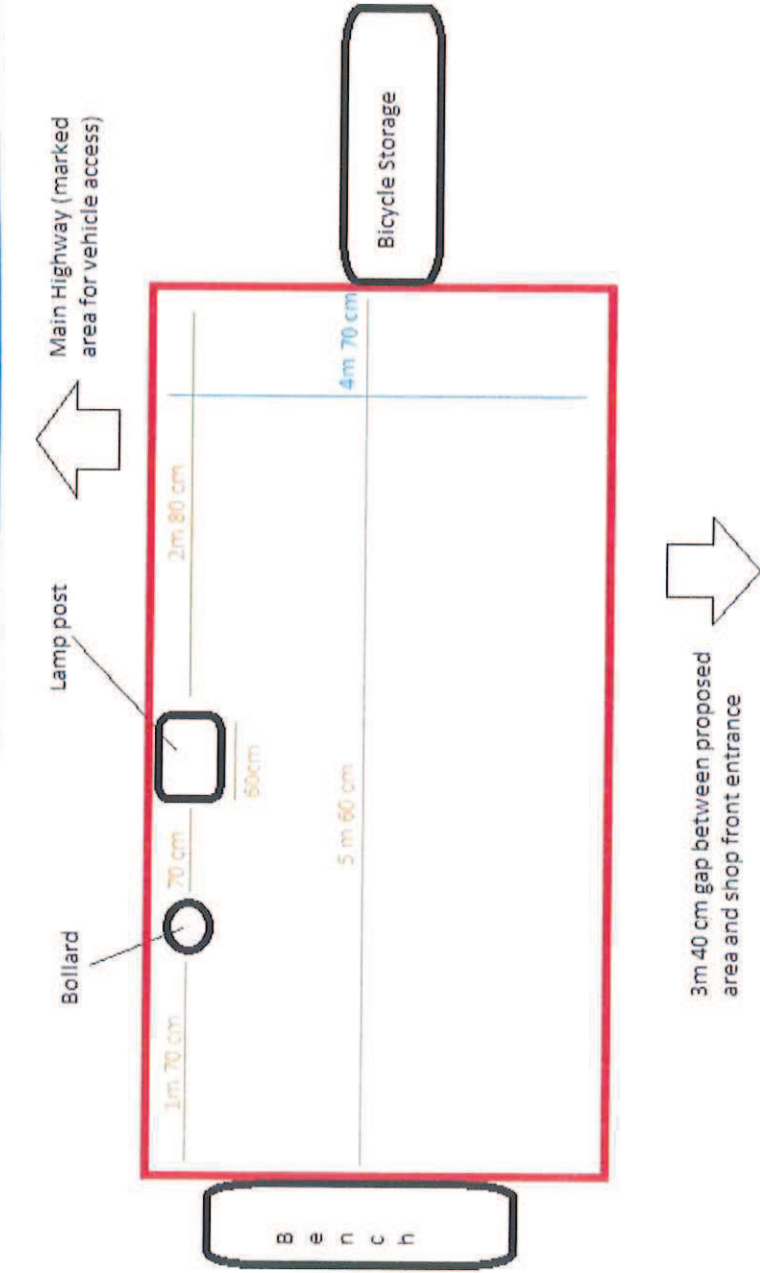 Main Highway (marked
area for vehicle access)
Lamp post
Bollard
Bicycle Storage
1m 70 cm
70 cm
60cm
2m 80 cm
5 m 60 cm
4m 70 cm
B
e
n
c
h
3m 40 cm gap between proposed
area and shop front entrance